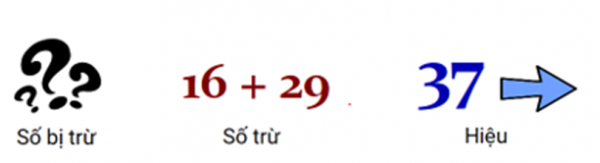 ???
16 + 29
37
Số bị trừ
Số trừ
Hiệu